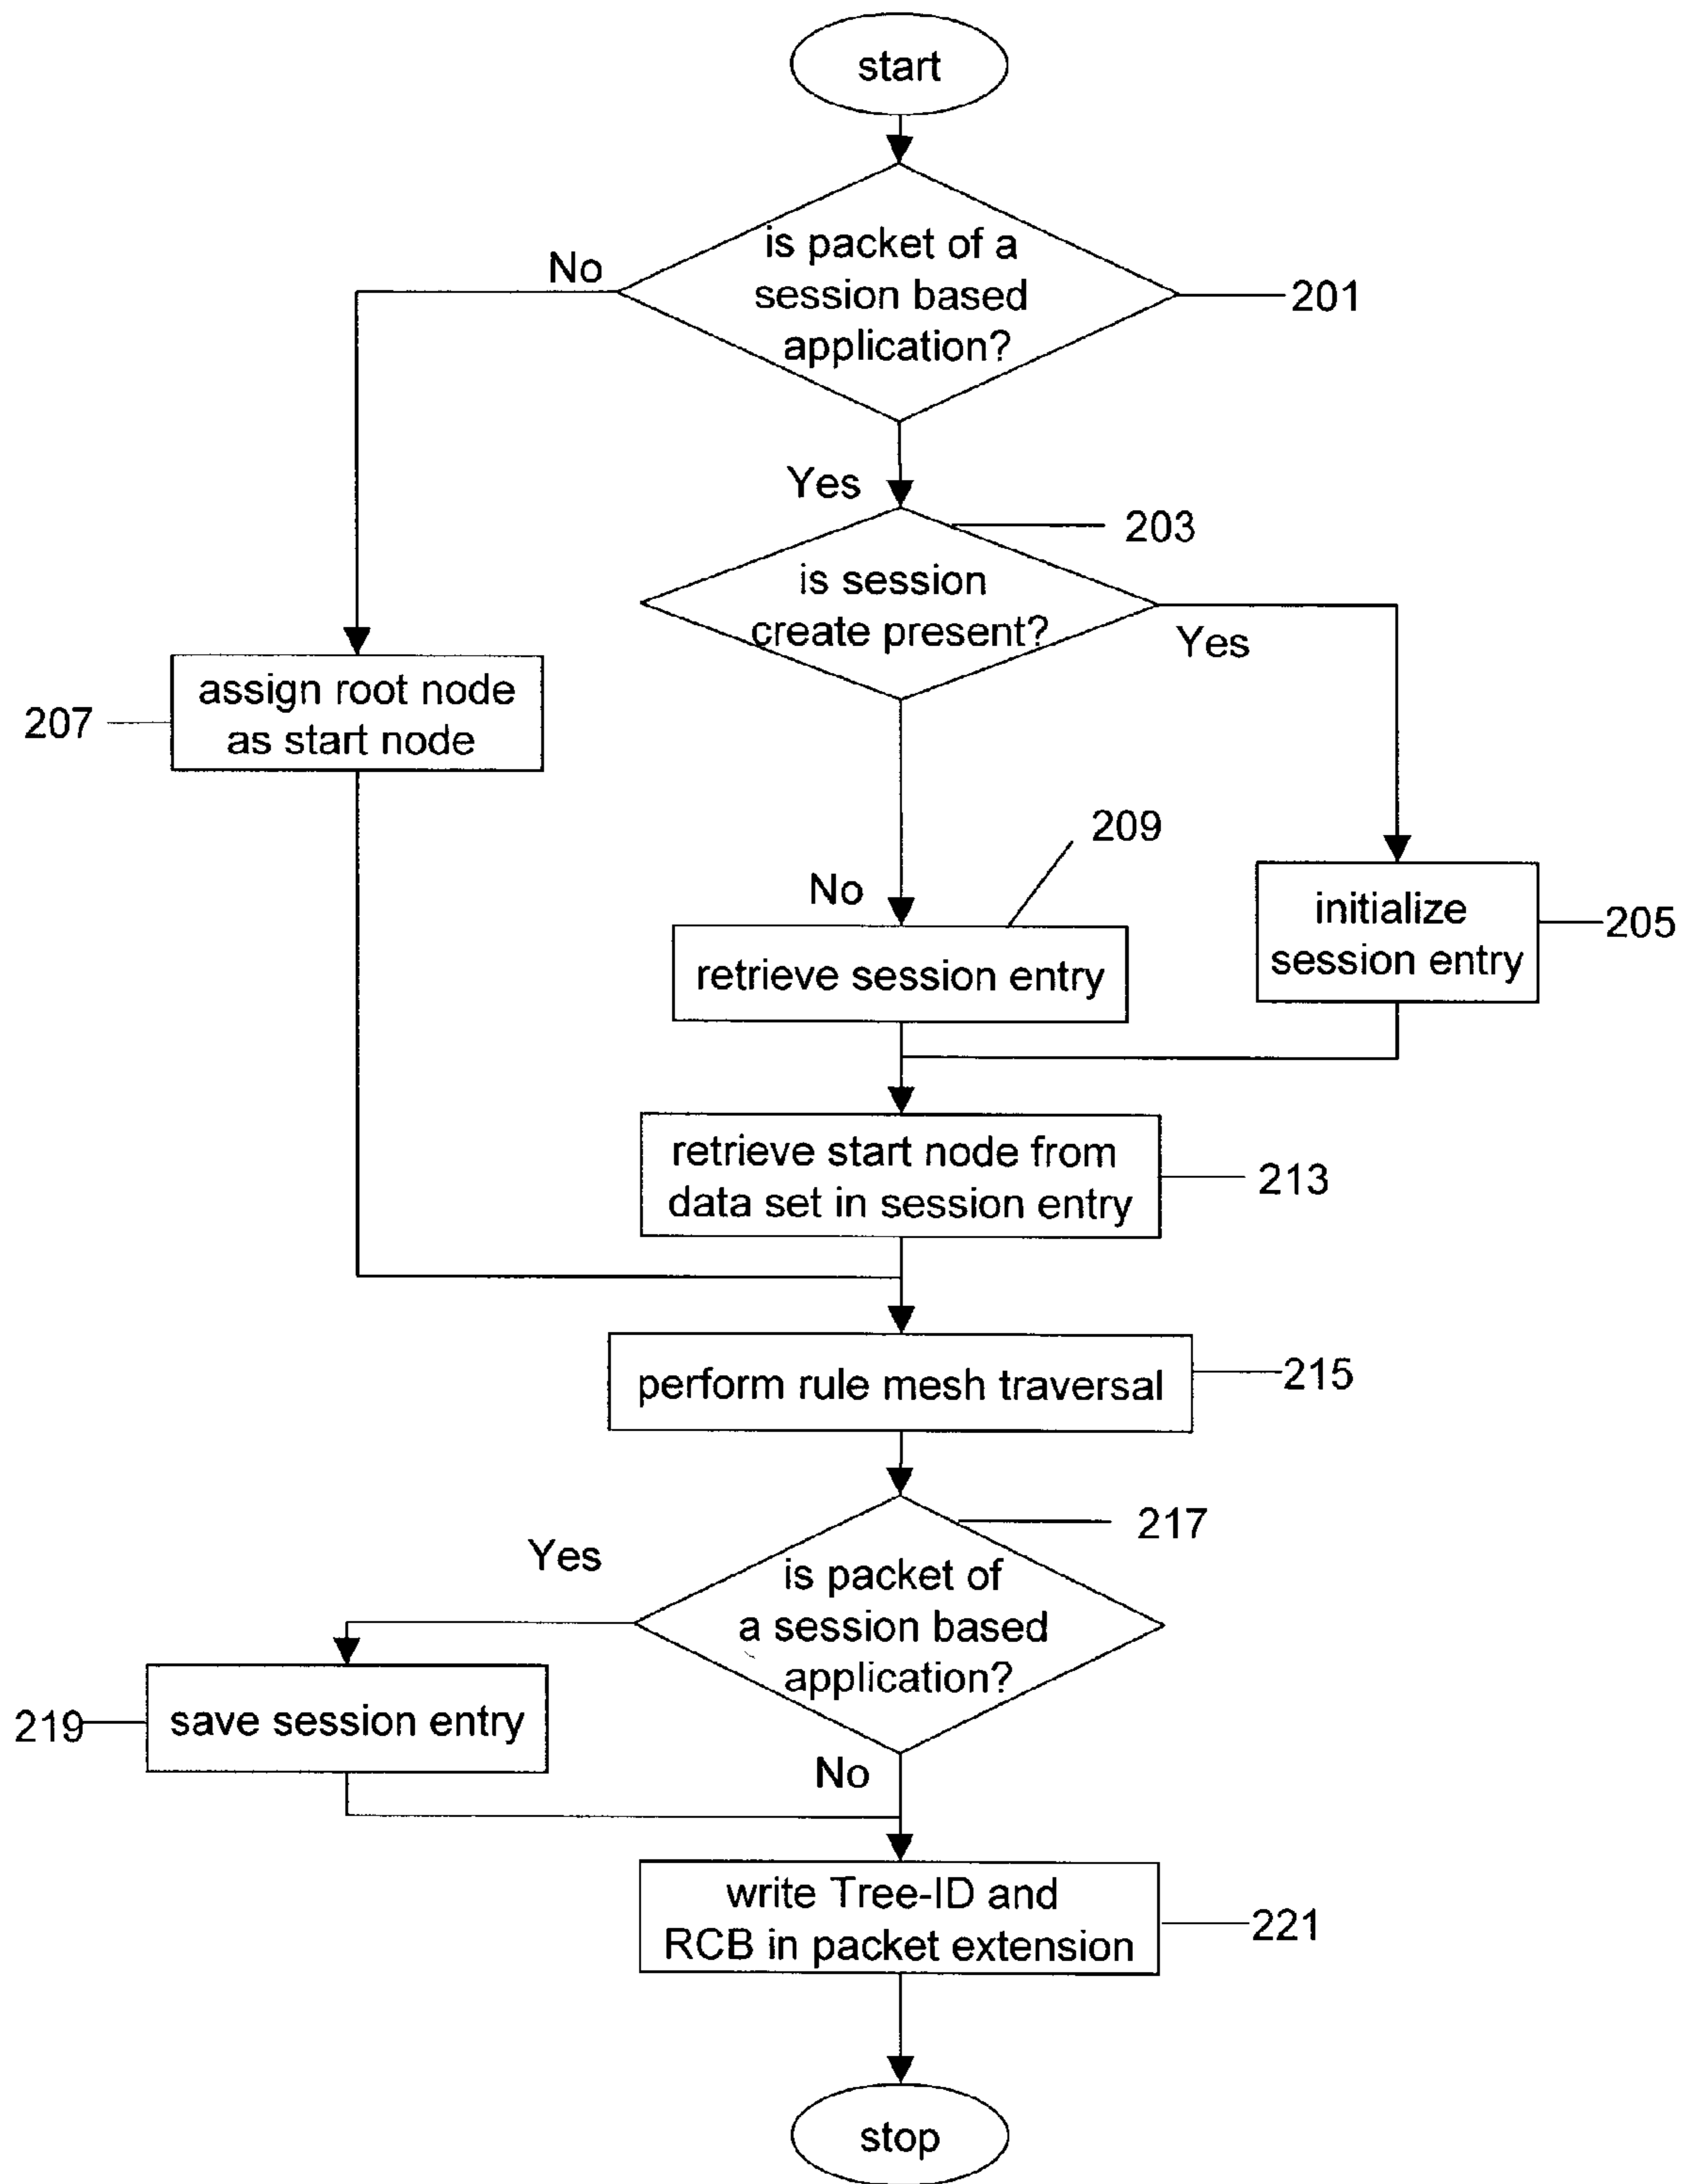 start
is packet of a
session based
application?
201
No
Yes
203
is session
create present?
Yes
assign root node
as start node
207
209
No
retrieve session entry
initialize
session entry
205
retrieve start node from
data set in session entry
213
perform rule mesh traversal
215
217
Yes
is packet of
a session based
application?
219
save session entry
No
write Tree-ID and
RCB in packet extension
221
stop